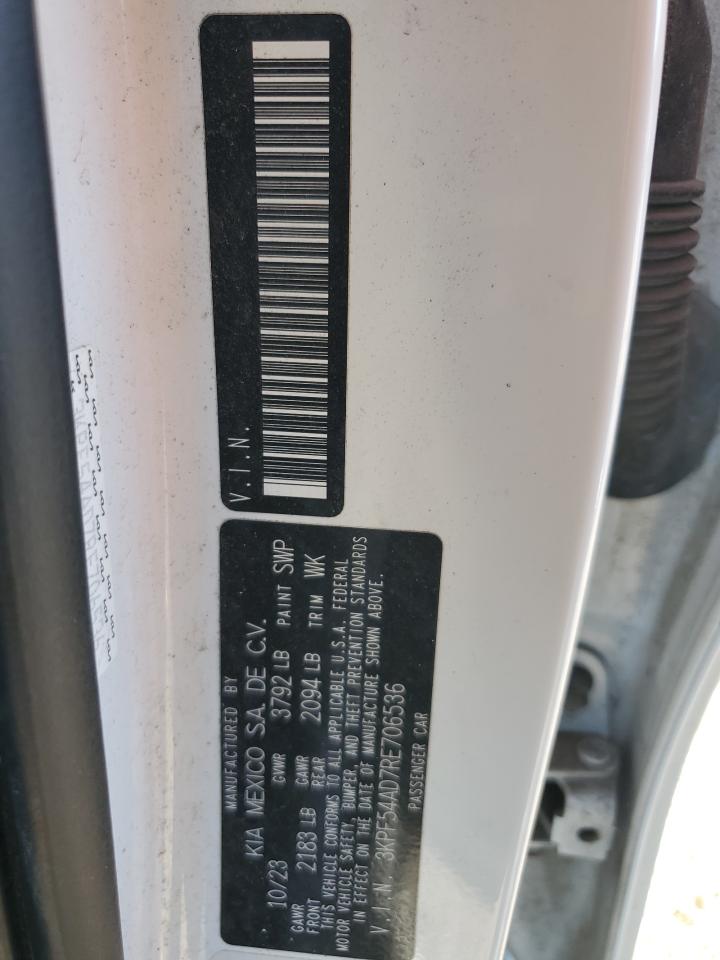 V.I.N.
MANUFACTURED BY
KIA MEXICO S.A. DE C.V.
10/23 GVWR 3792 LB PAINT SWP
GAWR FRONT 2183 LB GAWR REAR 2094 LB TRIM WK
THIS VEHICLE CONFORMS TO ALL APPLICABLE U.S.A. FEDERAL
MOTOR VEHICLE SAFETY, BUMPER, AND THEFT PREVENTION STANDARDS
IN EFFECT ON THE DATE OF MANUFACTURE SHOWN ABOVE.
V.I.N. 3KPF54AD7RE706536
PASSENGER CAR